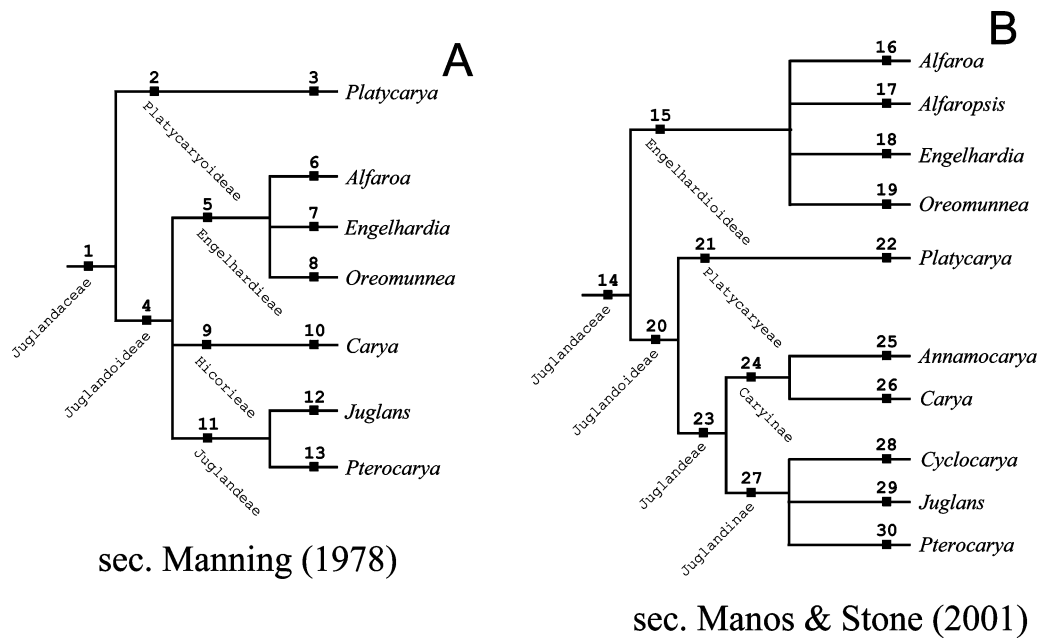 A
2
3
Platycarya
Platycaryoideae
6
Alfaroa
5
7
Engelhardia
Engelhardieae
8
Oreomunnea
1
Juglandaceae
4
Juglandoideae
9
10
Carya
Hicorieae
12
Juglans
11
13
Pterocarya
Juglandeae
sec. Manning (1978)
B
16
Alfaroa
17
Alfaropsis
15
18
Engelhardia
Engelhardioideae
19
Oreomunnea
21
22
Platycarya
Platycaryeae
14
Juglandaceae
20
Juglandoideae
25
Annamocarya
24
26
Carya
Caryinae
23
Juglandeae
28
Cyclocarya
27
29
Juglans
Juglandinae
30
Pterocarya
sec. Manos & Stone (2001)